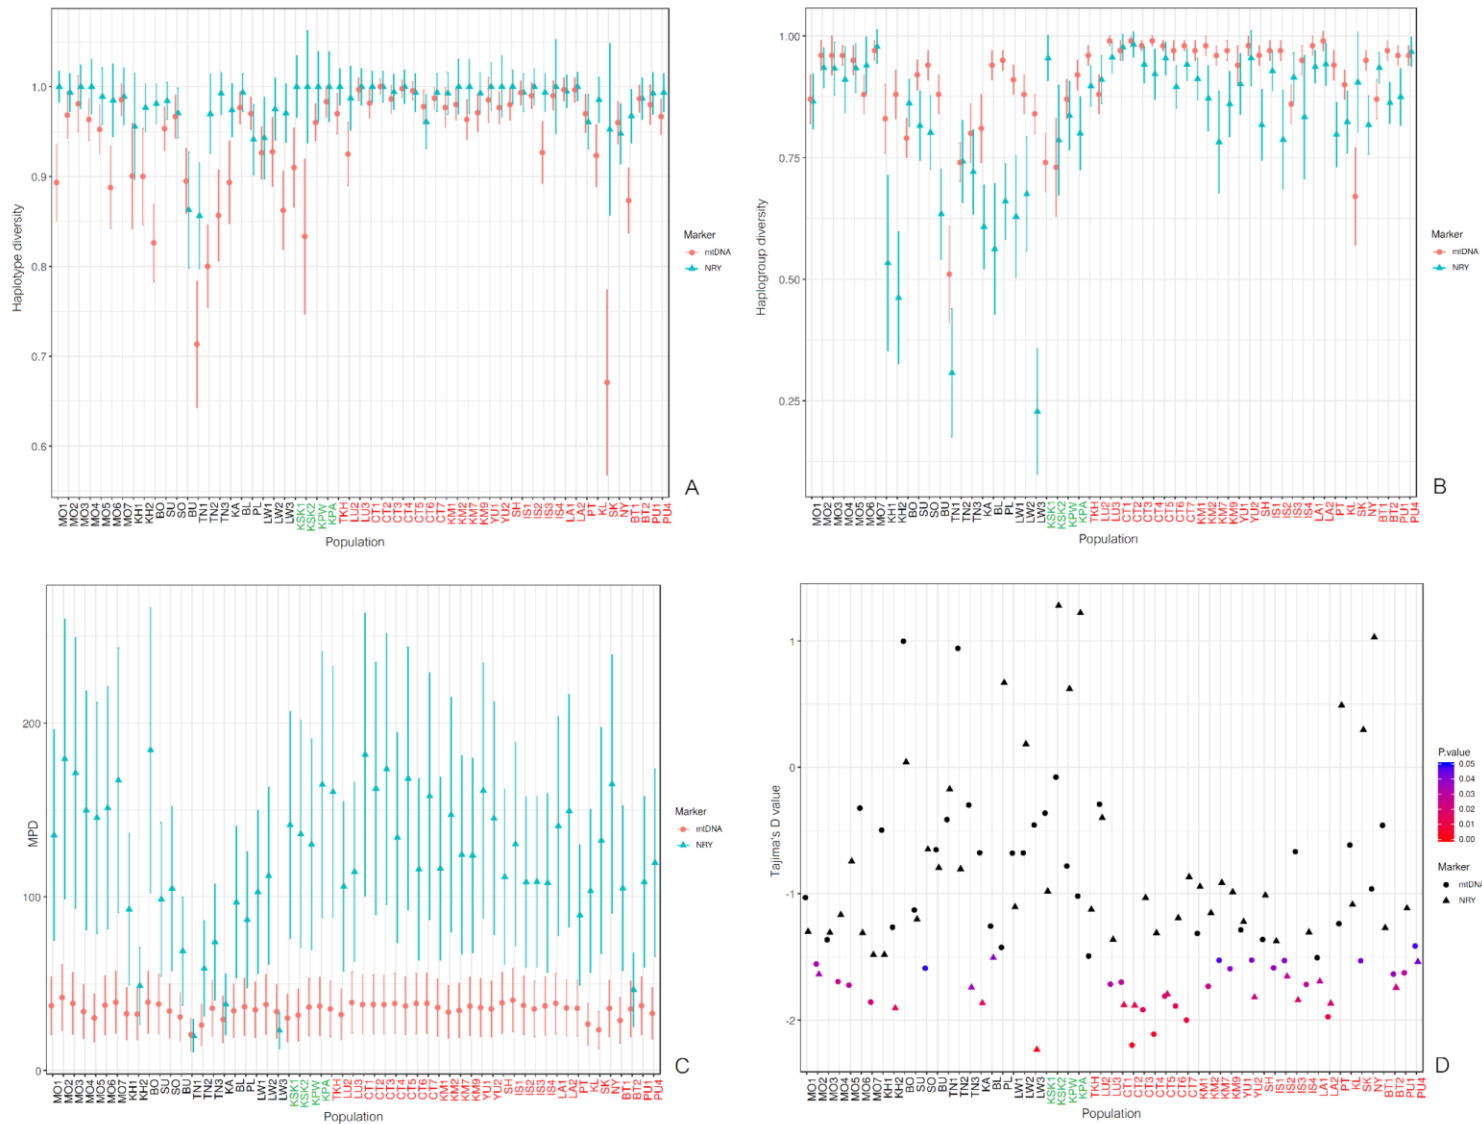 Haplotype diversity
1.0
0.9
0.8
0.7
0.6
MO1 MO2 MO3 MO4 MO5 MO6 MO7 KH1 KH2 BO SU SO BU TN1 TN2 TN3 KA BL PL LW1 LW2 LW3 KSK1 KSK2 KPW KPA TKH LU2 LU3 CT1 CT2 CT3 CT4 CT5 CT6 CT7 KM1 KM2 KM7 KM9 YU1 YU2 SH IS1 IS2 IS3 IS4 LA1 LA2 PT KL SK NY BT1 BT2 PU1 PU4
Population
Marker
mtDNA
NRY
A
Haplogroup diversity
1.00
0.75
0.50
0.25
MO1 MO2 MO3 MO4 MO5 MO6 MO7 KH1 KH2 BO SU SO BU TN1 TN2 TN3 KA BL PL LW1 LW2 LW3 KSK1 KSK2 KPW KPA TKH LU2 LU3 CT1 CT2 CT3 CT4 CT5 CT6 CT7 KM1 KM2 KM7 KM9 YU1 YU2 SH IS1 IS2 IS3 IS4 LA1 LA2 PT KL SK NY BT1 BT2 PU1 PU4
Population
Marker
mtDNA
NRY
B
MPD
200
100
0
MO1 MO2 MO3 MO4 MO5 MO6 MO7 KH1 KH2 BO SU SO BU TN1 TN2 TN3 KA BL PL LW1 LW2 LW3 KSK1 KSK2 KPW KPA TKH LU2 LU3 CT1 CT2 CT3 CT4 CT5 CT6 CT7 KM1 KM2 KM7 KM9 YU1 YU2 SH IS1 IS2 IS3 IS4 LA1 LA2 PT KL SK NY BT1 BT2 PU1 PU4
Population
Marker
mtDNA
NRY
C
Tajima's D value
1
0
-1
-2
MO1 MO2 MO3 MO4 MO5 MO6 MO7 KH1 KH2 BO SU SO BU TN1 TN2 TN3 KA BL PL LW1 LW2 LW3 KSK1 KSK2 KPW KPA TKH LU2 LU3 CT1 CT2 CT3 CT4 CT5 CT6 CT7 KM1 KM2 KM7 KM9 YU1 YU2 SH IS1 IS2 IS3 IS4 LA1 LA2 PT KL SK NY BT1 BT2 PU1 PU4
Population
P.value
0.05
0.04
0.03
0.02
0.01
0.00
Marker
mtDNA
NRY
D